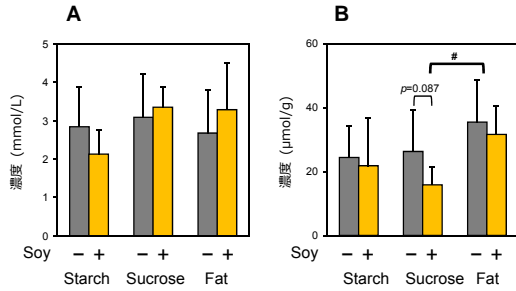 A
濃度 (mmol/L)
5
4
3
2
1
0
Soy − + − + − +
Starch Sucrose Fat
B
濃度 (μmol/g)
60
40
20
0
#
p=0.087
Soy − + − + − +
Starch Sucrose Fat